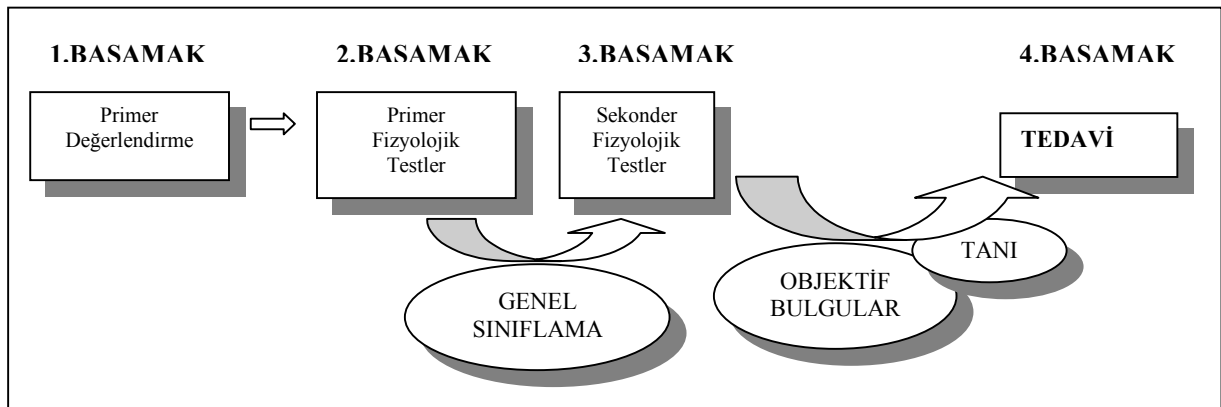 1.BASAMAK 2.BASAMAK 3.BASAMAK 4.BASAMAK
Primer
Değerlendirme
Primer
Fizyolojik
Testler
Sekonder
Fizyolojik
Testler
TEDAVİ
GENEL
SINIFLAMA
OBJEKTİF
BULGULAR
TANI